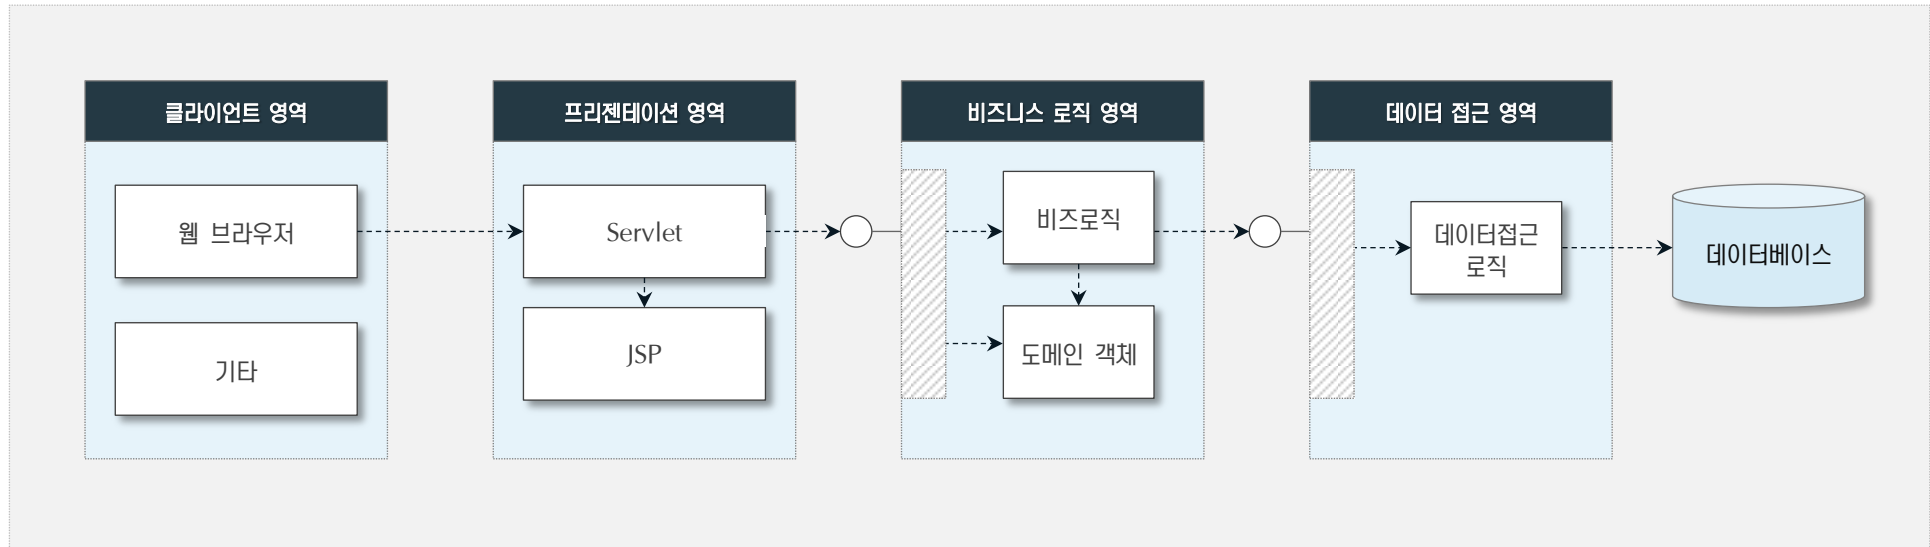 클라이언트 영역
웹 브라우저
기타
프리젠테이션 영역
Servlet
JSP
비즈니스 로직 영역
비즈로직
도메인 객체
데이터 접근 영역
데이터접근
로직
데이터베이스